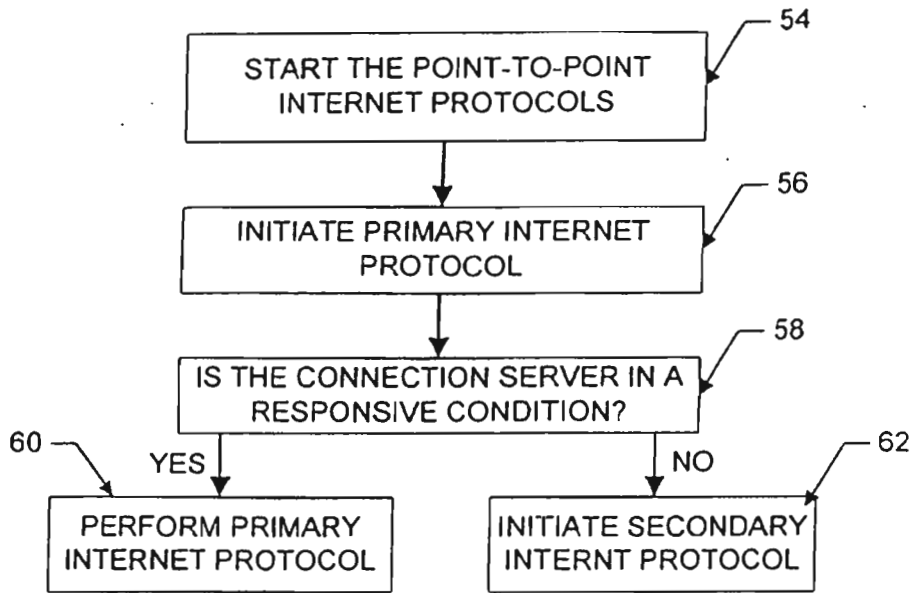 54
START THE POINT-TO-POINT
INTERNET PROTOCOLS
56
INITIATE PRIMARY INTERNET
PROTOCOL
58
IS THE CONNECTION SERVER IN A
RESPONSIVE CONDITION?
60
YES
NO
62
PERFORM PRIMARY
INTERNET PROTOCOL
INITIATE SECONDARY
INTERNT PROTOCOL